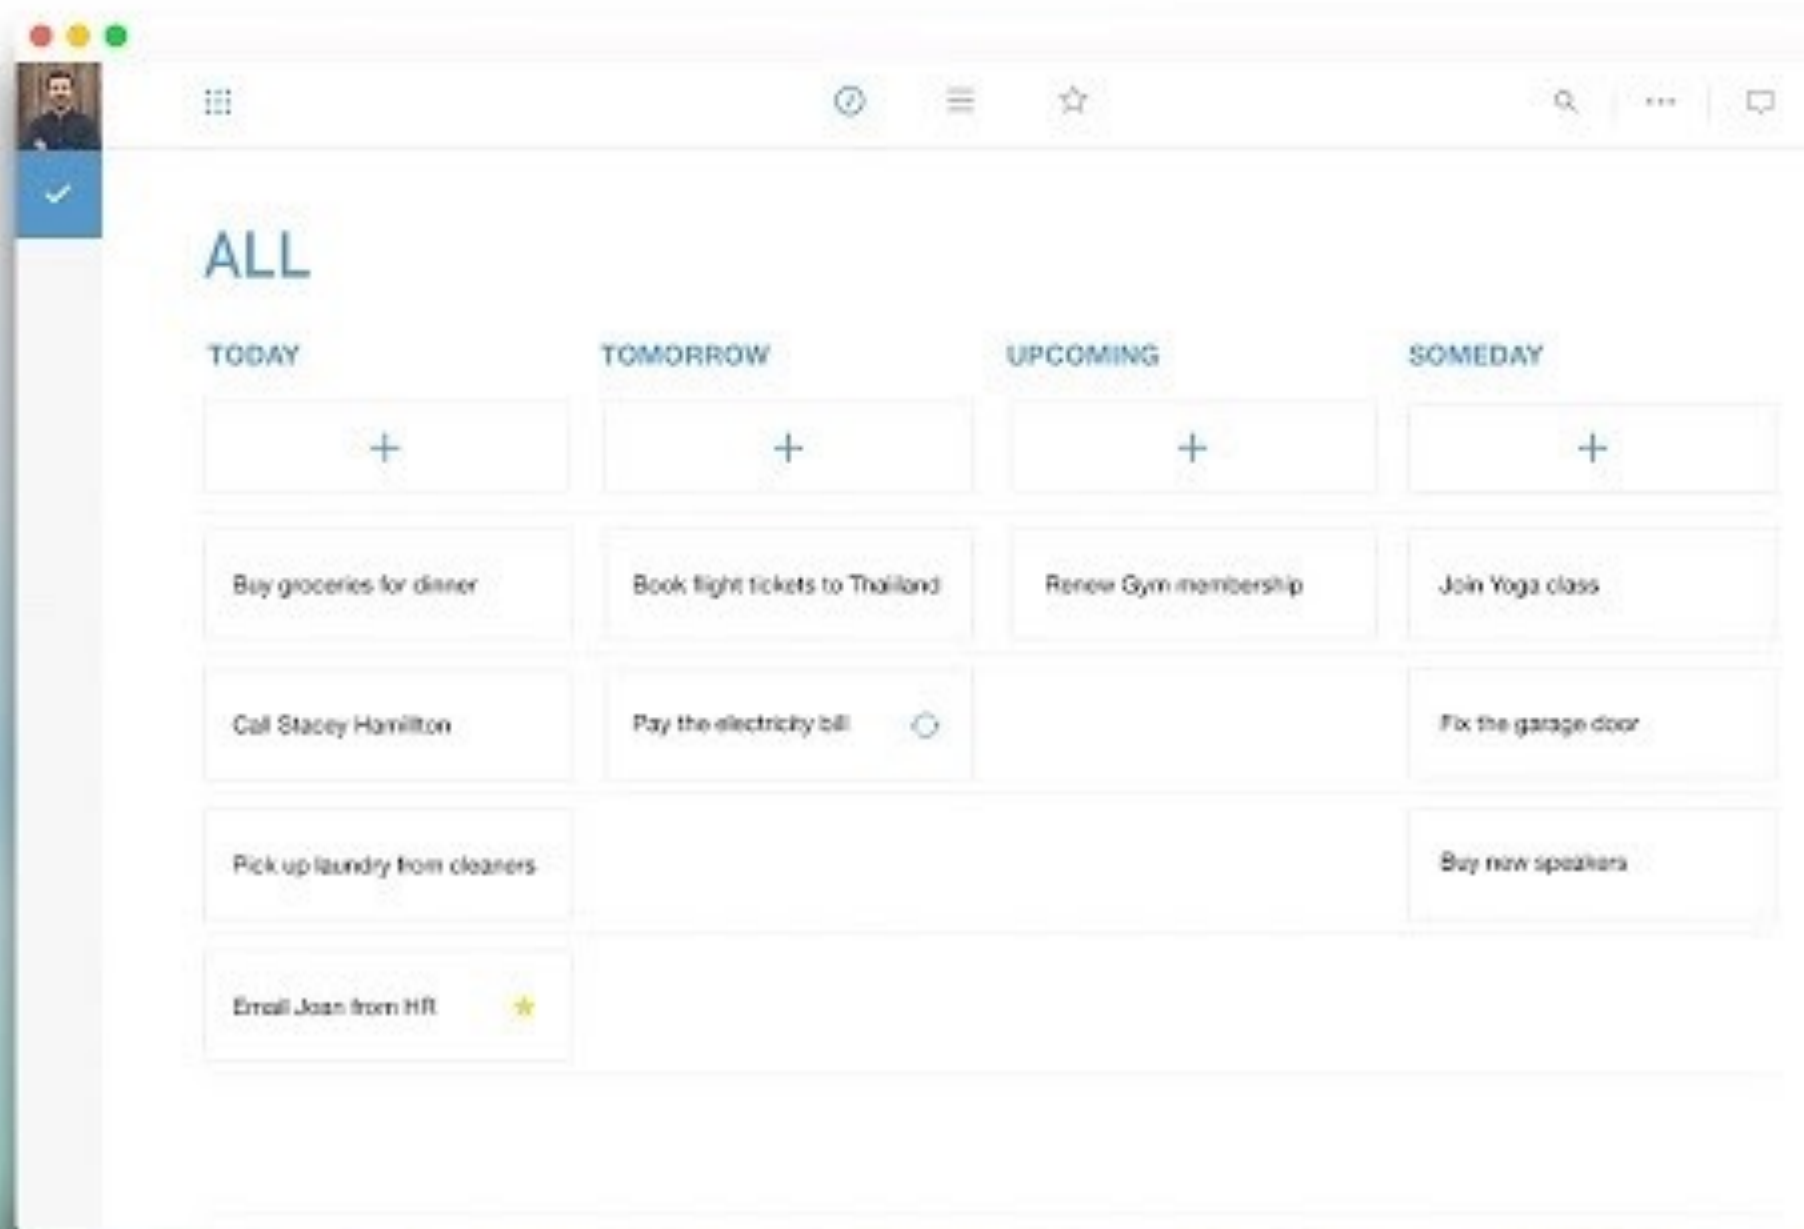 ALL
TODAY
TOMORROW
UPCOMING
SOMEDAY
Buy groceries for dinner
Book flight tickets to Thailand
Renew Gym membership
Join Yoga class
Call Stacey Hamilton
Pay the electricity bill
Fix the garage door
Pick up laundry from cleaners
Buy new speakers
Email Joan from HR